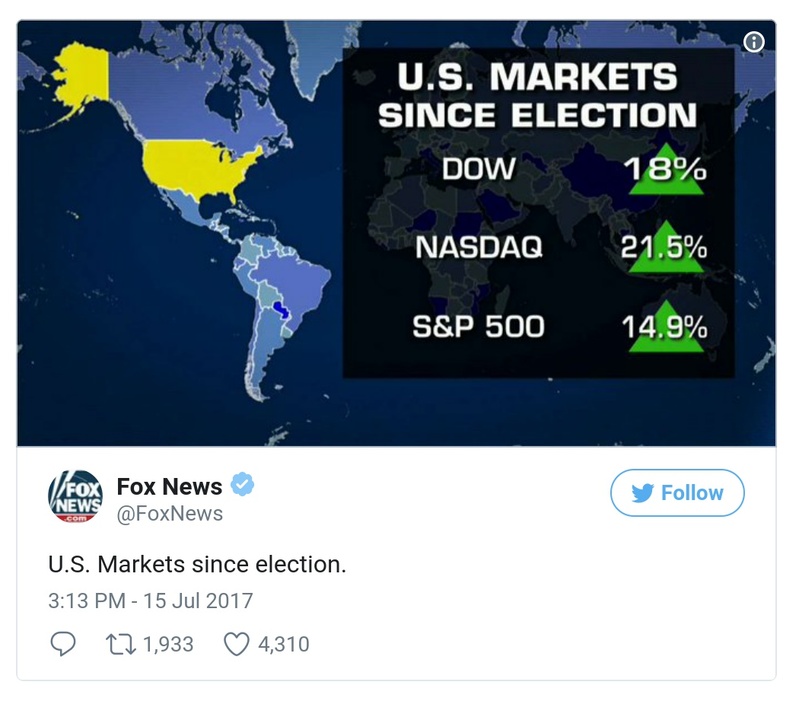 U.S. MARKETS
SINCE ELECTION
DOW 18%
NASDAQ 21.5%
S&P 500 14.9%
FOX
NEWS
.com
Fox News
@FoxNews
Follow
U.S. Markets since election.
3:13 PM - 15 Jul 2017
1,933 4,310